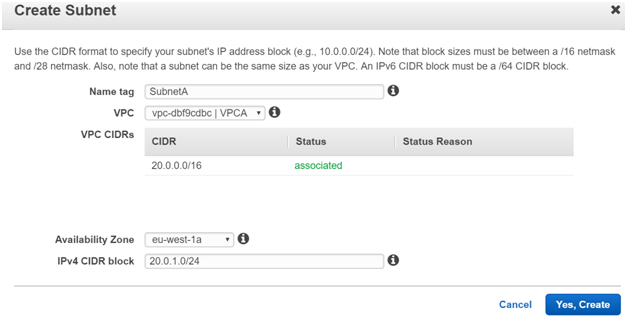 Create Subnet
Use the CIDR format to specify your subnet's IP address block (e.g., 10.0.0.0/24). Note that block sizes must be between a /16 netmask
and /28 netmask. Also, note that a subnet can be the same size as your VPC. An IPv6 CIDR block must be a /64 CIDR block.
Name tag SubnetA
VPC vpc-dbf9cdbc | VPCA
VPC CIDRs
CIDR Status Status Reason
20.0.0.0/16 associated
Availability Zone eu-west-1a
IPv4 CIDR block 20.0.1.0/24
Cancel Yes, Create